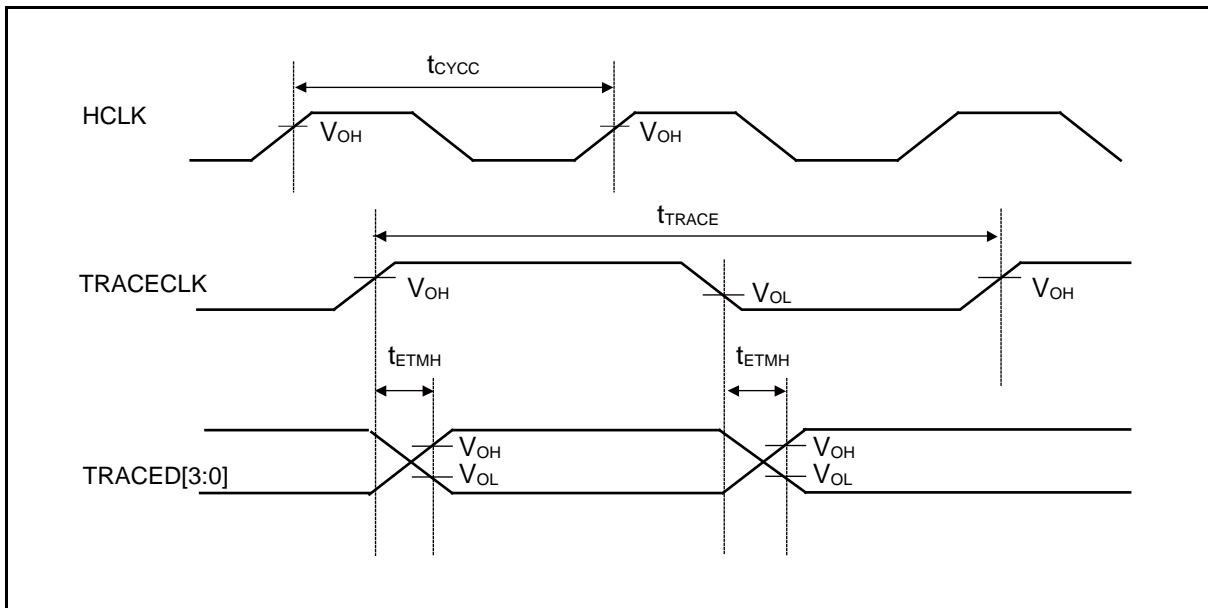 tCYCC
HCLK
VOH
VOH
tTRACE
TRACECLK
VOH
VOL
VOH
tETMH
tETMH
VOH
VOH
TRACED[3:0]
VOL
VOL